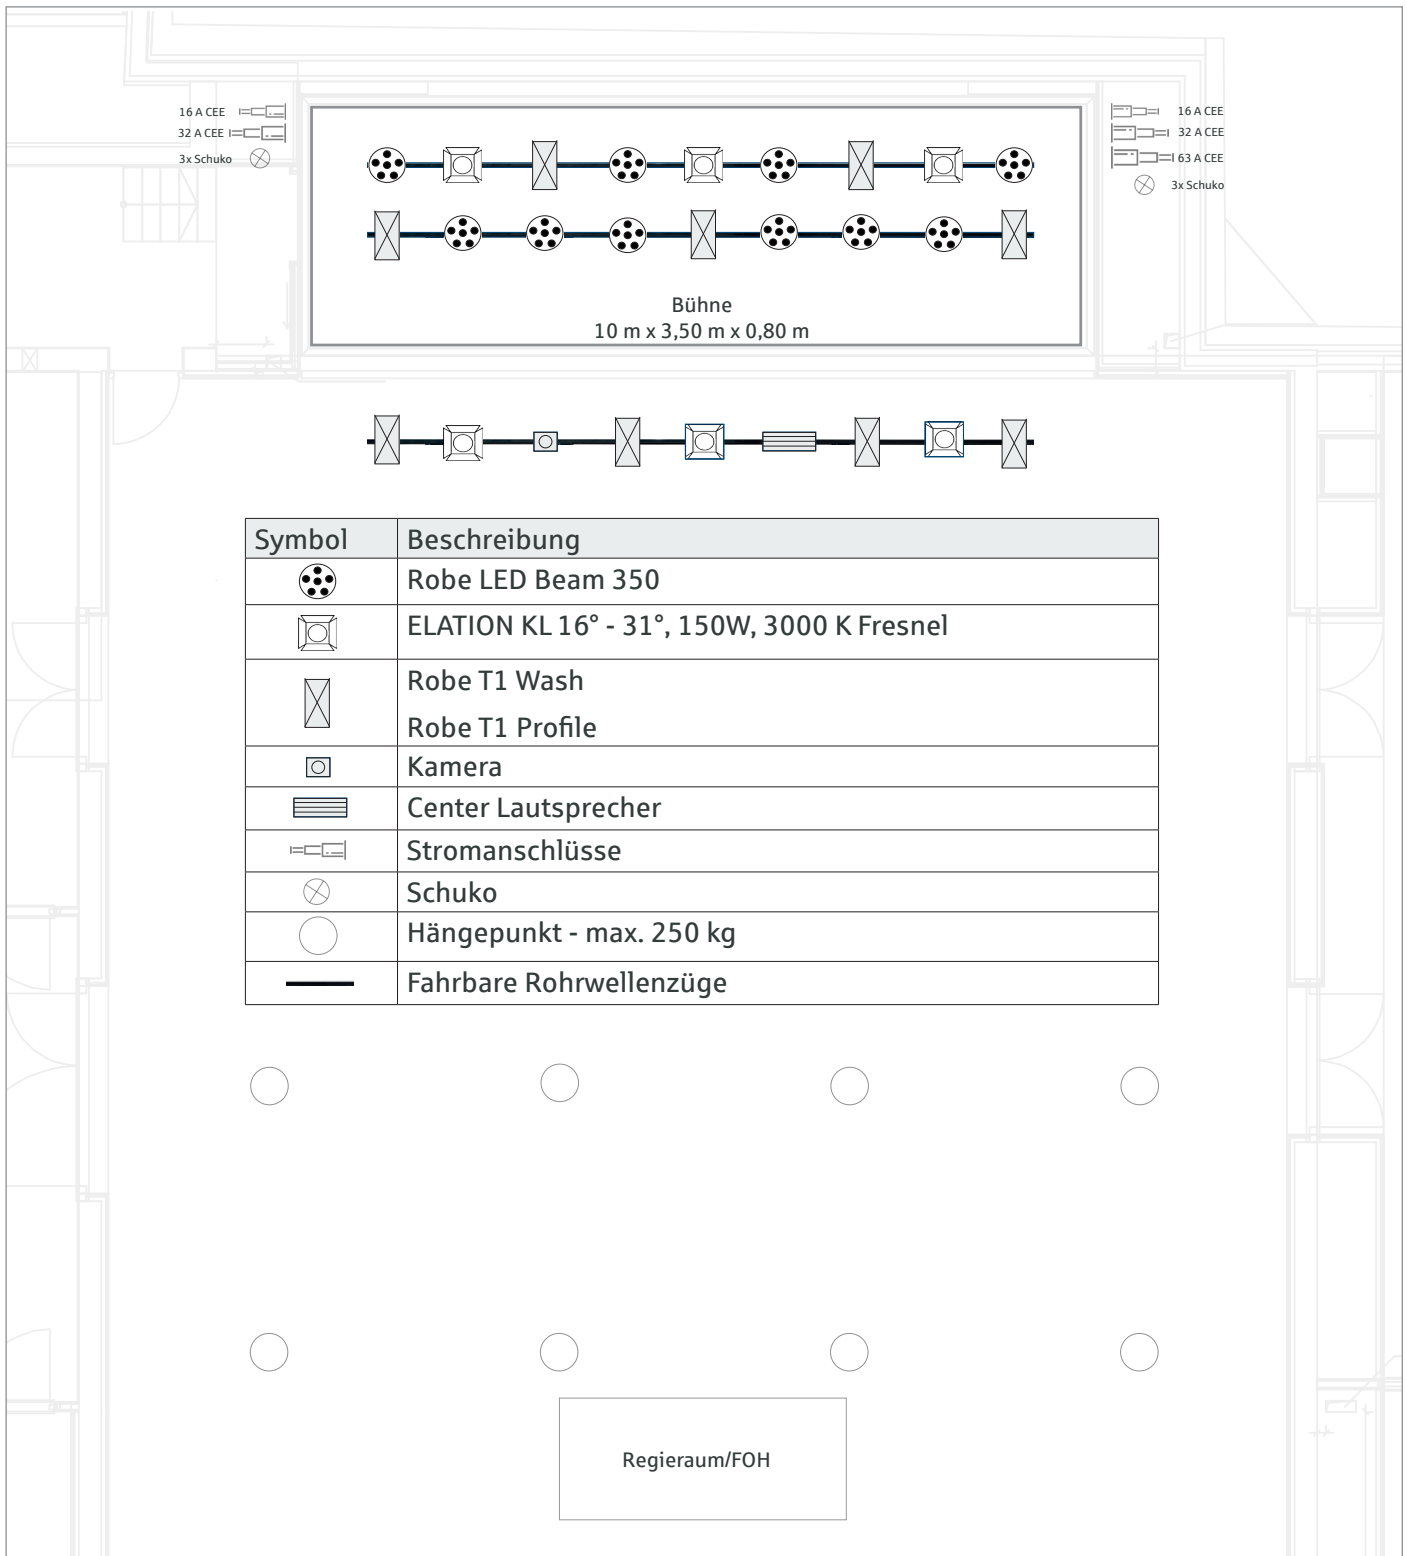 16 A CEE
32 A CEE
3x Schuko
16 A CEE
32 A CEE
63 A CEE
3x Schuko
Bühne
10 m x 3,50 m x 0,80 m
Symbol Beschreibung
Robe LED Beam 350
ELATION KL 16° - 31°, 150W, 3000 K Fresnel
Robe T1 Wash
Robe T1 Profile
Kamera
Center Lautsprecher
Stromanschlüsse
Schuko
Hängepunkt - max. 250 kg
Fahrbare Rohrwellenzüge
Regieraum/FOH